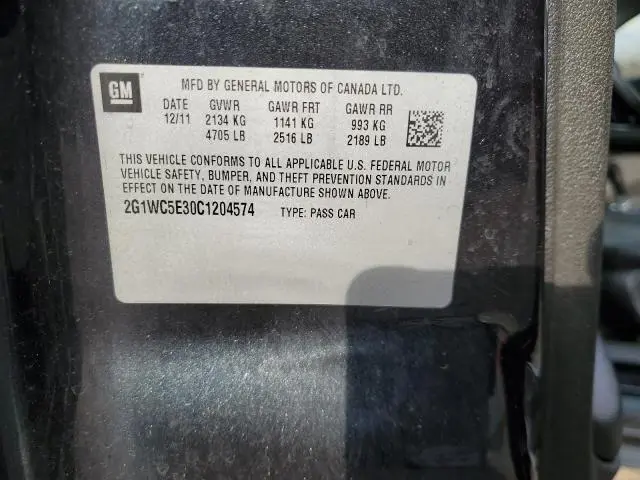 GM
MFD BY GENERAL MOTORS OF CANADA LTD.
DATE GVWR GAWR FRT GAWR RR
12/11 2134 KG 1141 KG 993 KG
4705 LB 2516 LB 2189 LB
THIS VEHICLE CONFORMS TO ALL APPLICABLE U.S. FEDERAL MOTOR
VEHICLE SAFETY, BUMPER, AND THEFT PREVENTION STANDARDS IN
EFFECT ON THE DATE OF MANUFACTURE SHOWN ABOVE.
2G1WC5E30C1204574 TYPE: PASS CAR